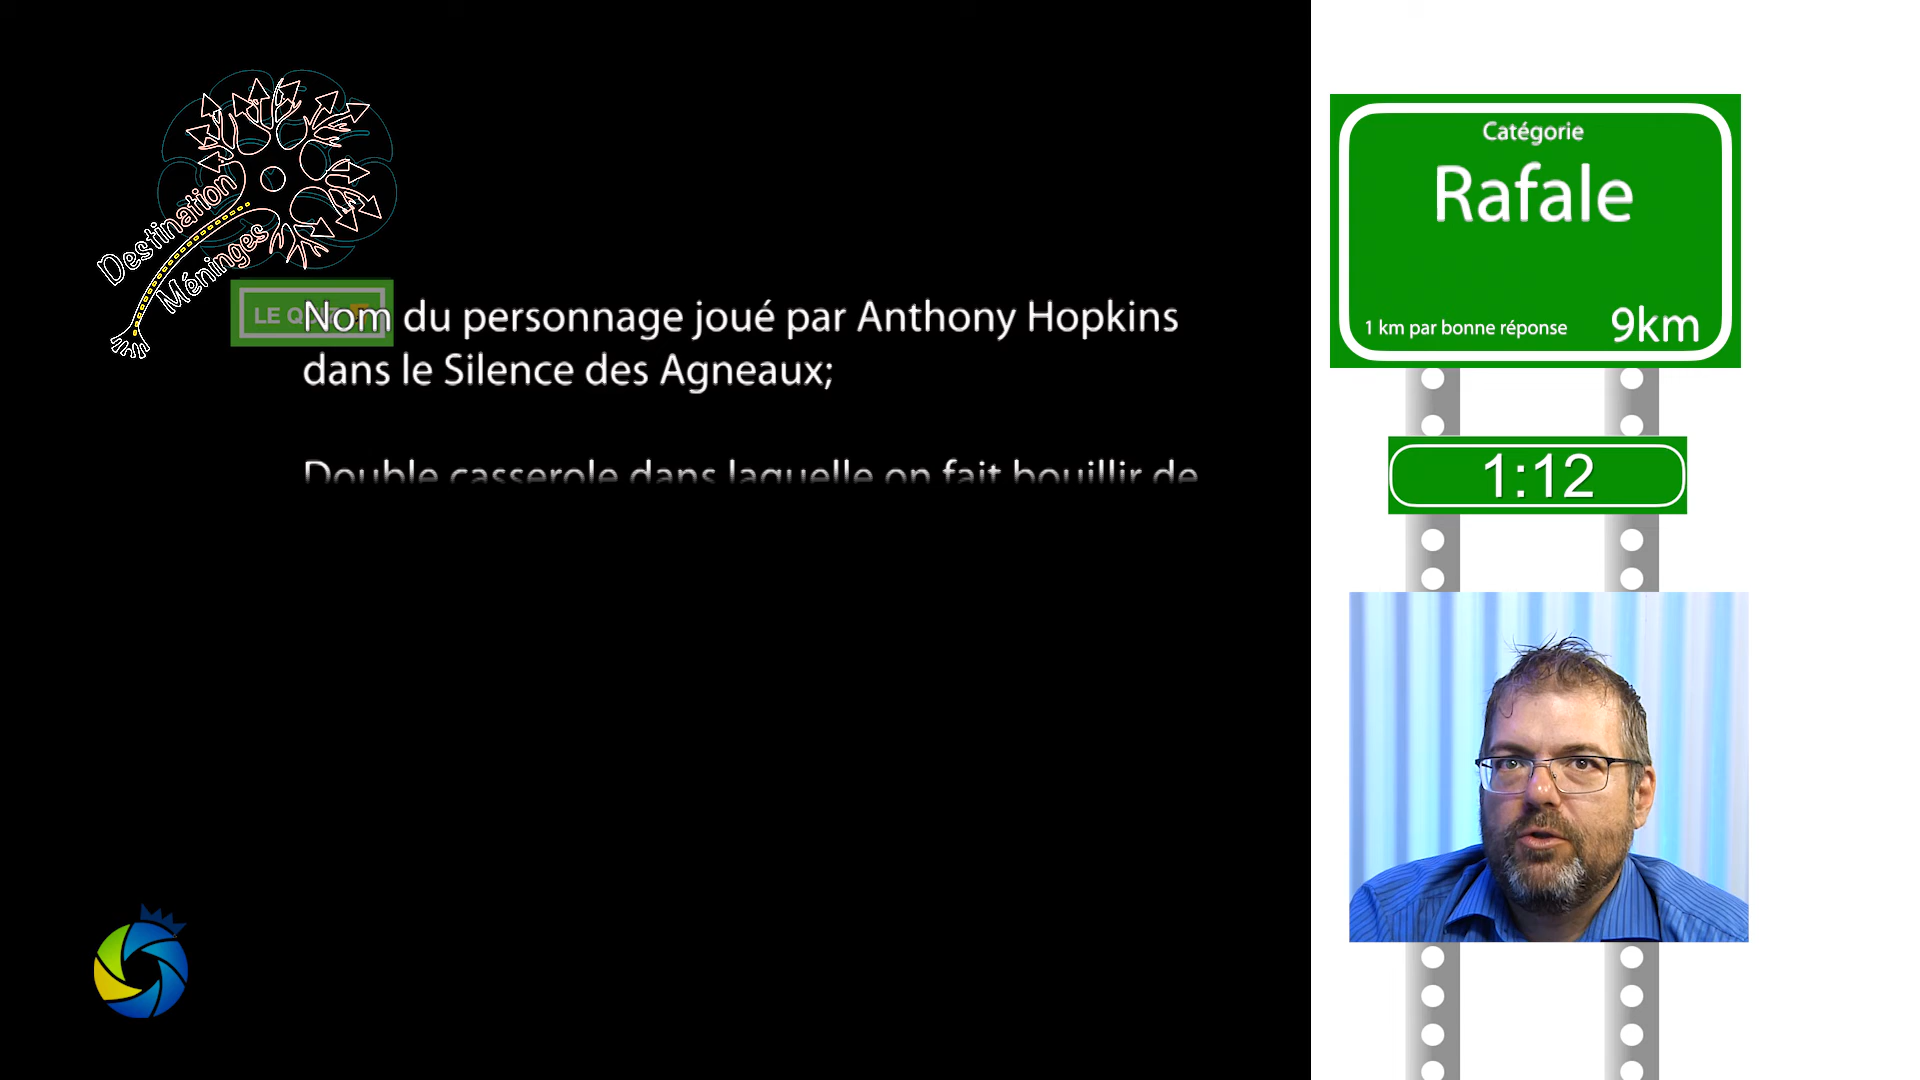 Destination
Méninges
LE QUIZ
Nom du personnage joué par Anthony Hopkins
dans le Silence des Agneaux;
Double casserole dans laquelle on fait bouillir de
Catégorie
Rafale
1 km par bonne réponse
9km
1:12